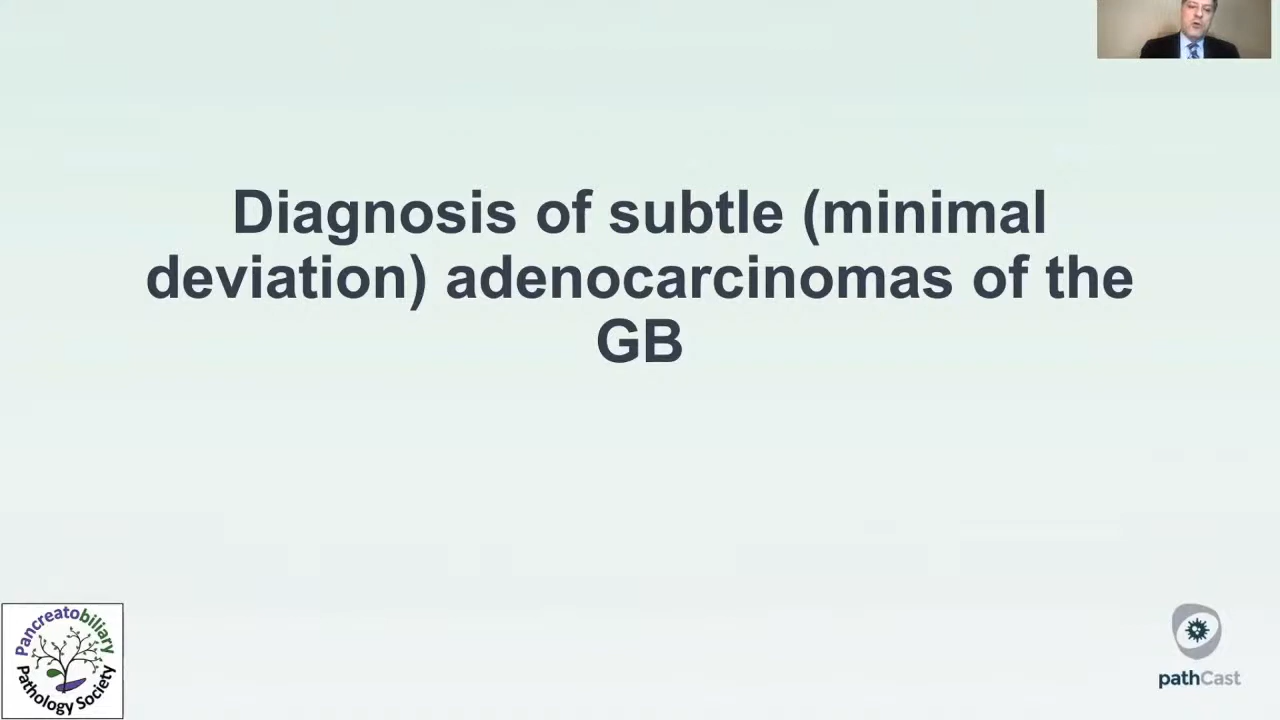 Diagnosis of subtle (minimal
deviation) adenocarcinomas of the
GB
Pancreatobiliary
Pathology Society
pathCast